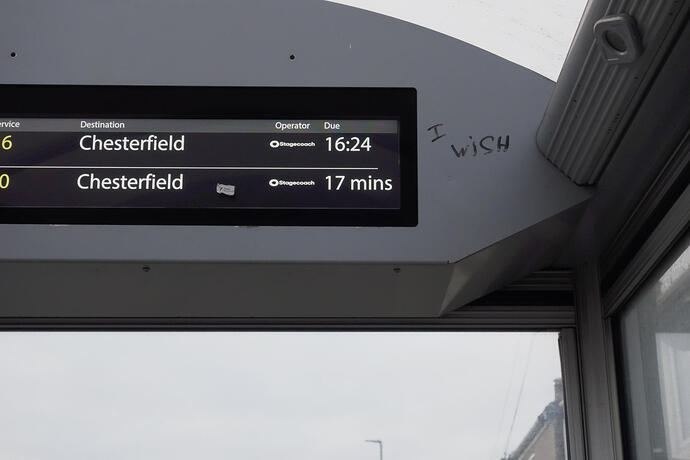 ervice Destination Operator Due
6 Chesterfield Stagecoach 16:24
0 Chesterfield Stagecoach 17 mins
I
WiSH